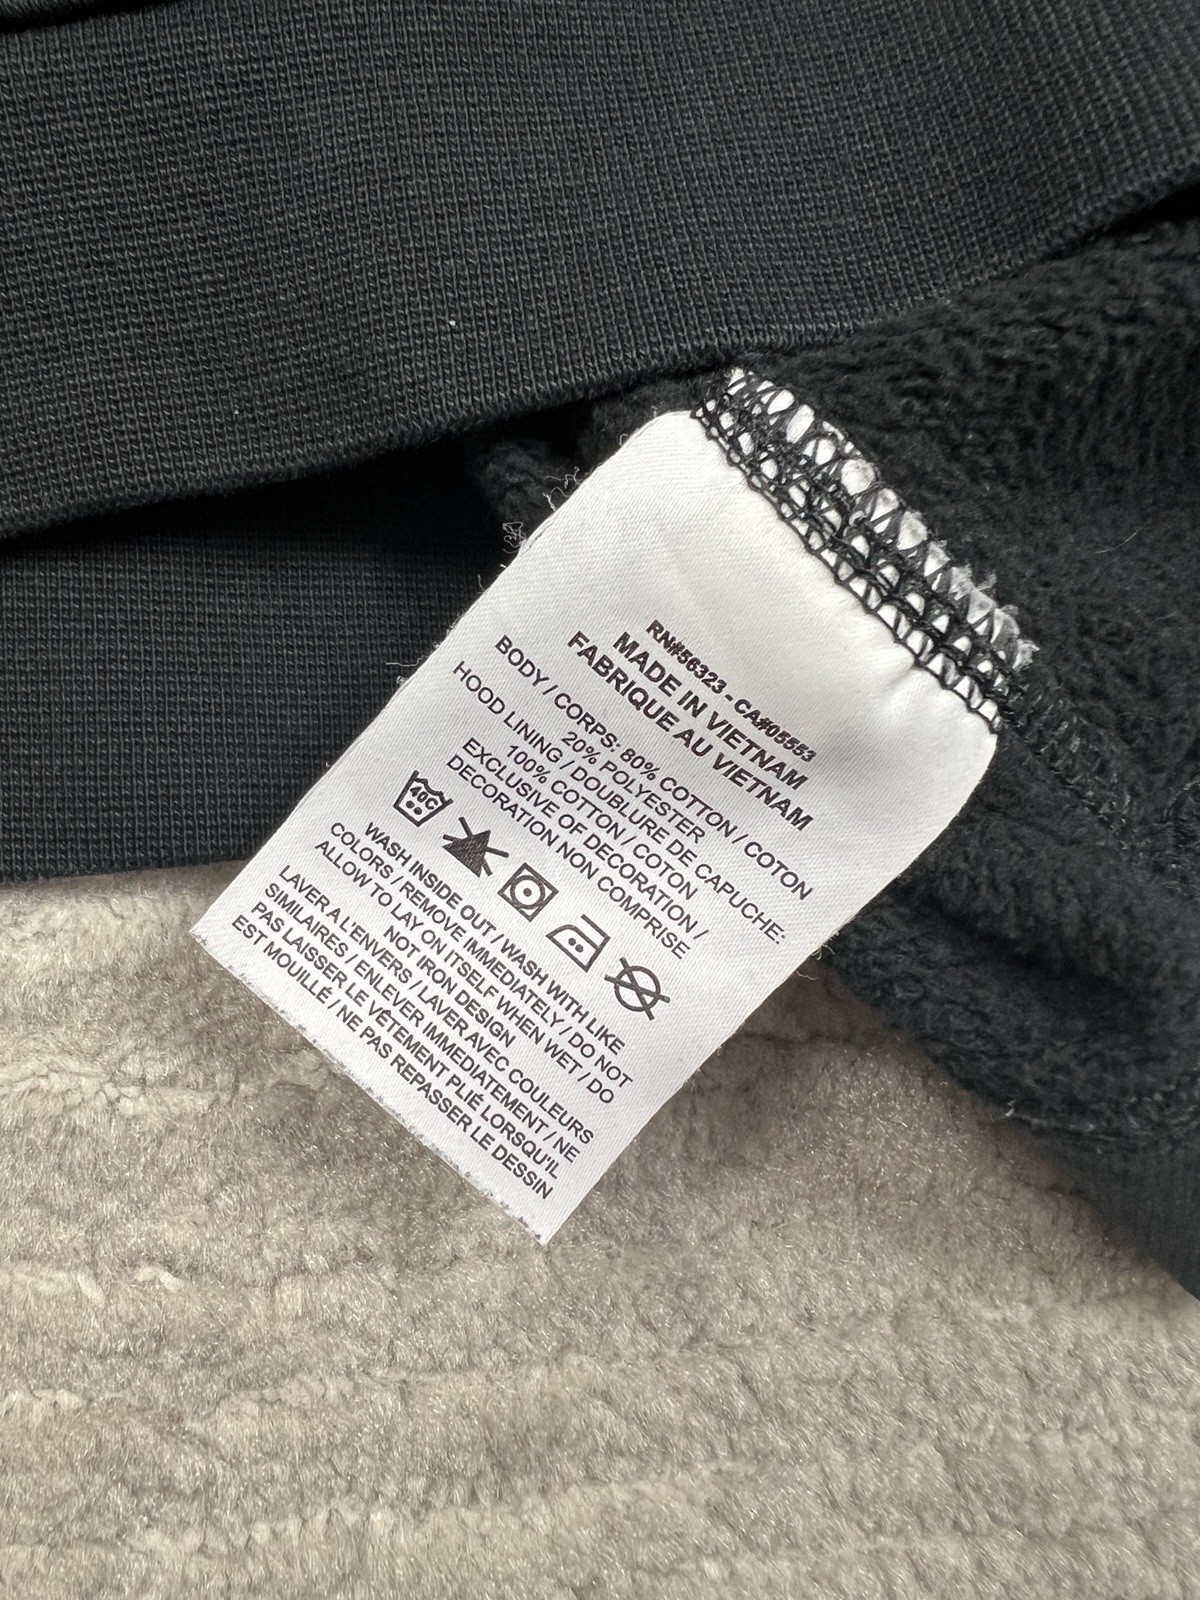 RN#56323 - CA#05553
MADE IN VIETNAM
FABRIQUE AU VIETNAM
BODY / CORPS: 80% COTTON / COTON
20% POLYESTER
HOOD LINING / DOUBLURE DE CAPUCHE:
100% COTTON / COTON
EXCLUSIVE OF DECORATION /
DECORATION NON COMPRISE
40C
WASH INSIDE OUT / WASH WITH LIKE
COLORS / REMOVE IMMEDIATELY / DO NOT
ALLOW TO LAY ON ITSELF WHEN WET / DO
NOT IRON DESIGN
LAVER A L'ENVERS / LAVER AVEC COULEURS
SIMILAIRES / ENLEVER IMMEDIATEMENT / NE
PAS LAISSER LE VÊTEMENT PLIÉ LORSQU'IL
EST MOUILLÉ / NE PAS REPASSER LE DESSIN